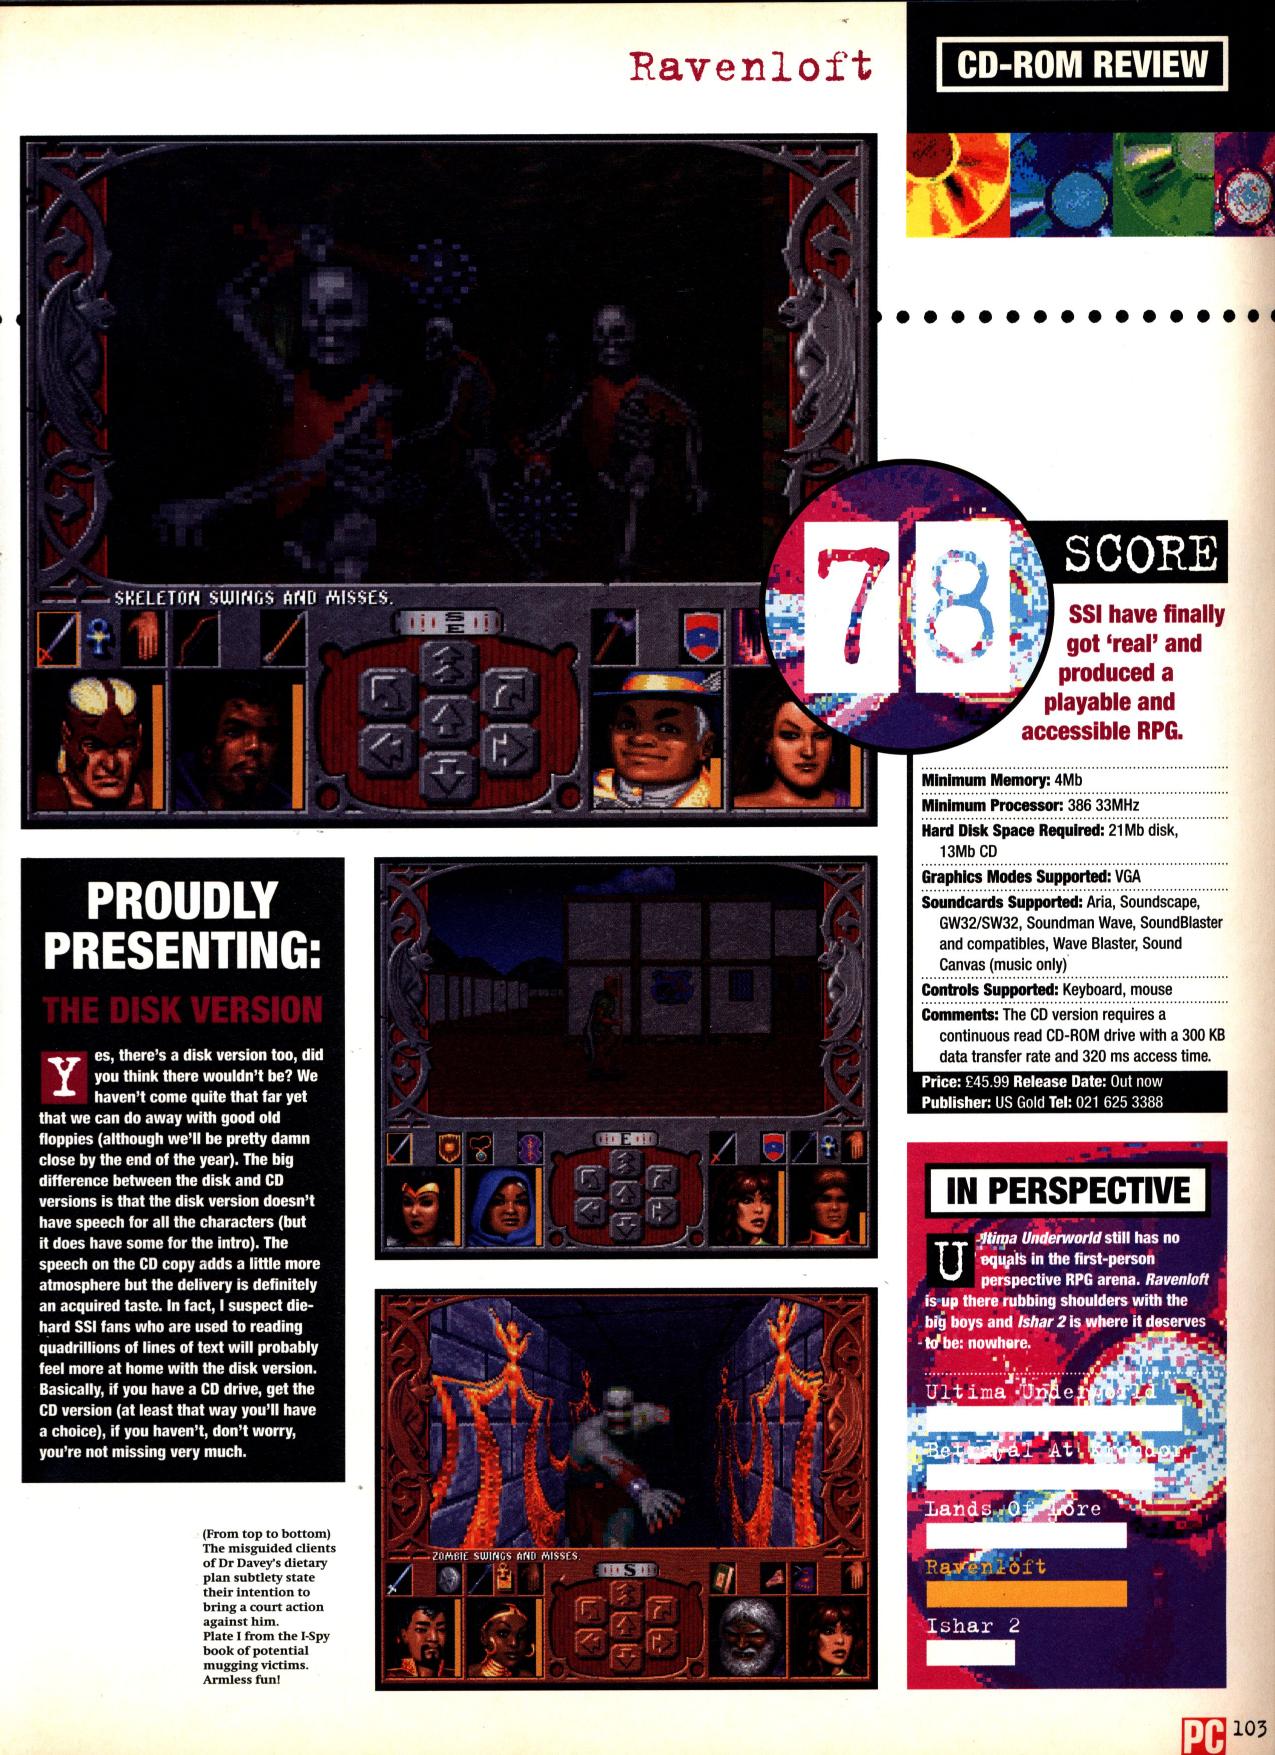 Ravenloft
CD-ROM REVIEW
SKELETON SWINGS AND MISSES.
S
E
78
SCORE
SSI have finally
got 'real' and
produced a
playable and
accessible RPG.
Minimum Memory: 4Mb
Minimum Processor: 386 33MHz
Hard Disk Space Required: 21Mb disk,
13Mb CD
Graphics Modes Supported: VGA
Soundcards Supported: Aria, Soundscape,
GW32/SW32, Soundman Wave, SoundBlaster
and compatibles, Wave Blaster, Sound
Canvas (music only)
Controls Supported: Keyboard, mouse
Comments: The CD version requires a
continuous read CD-ROM drive with a 300 KB
data transfer rate and 320 ms access time.
Price: £45.99 Release Date: Out now
Publisher: US Gold Tel: 021 625 3388
PROUDLY
PRESENTING:
THE DISK VERSION
Yes, there's a disk version too, did
you think there wouldn't be? We
haven't come quite that far yet
that we can do away with good old
floppies (although we'll be pretty damn
close by the end of the year). The big
difference between the disk and CD
versions is that the disk version doesn't
have speech for all the characters (but
it does have some for the intro). The
speech on the CD copy adds a little more
atmosphere but the delivery is definitely
an acquired taste. In fact, I suspect die-
hard SSI fans who are used to reading
quadrillions of lines of text will probably
feel more at home with the disk version.
Basically, if you have a CD drive, get the
CD version (at least that way you'll have
a choice), if you haven't, don't worry,
you're not missing very much.
E
ZOMBIE SWINGS AND MISSES.
S
(From top to bottom)
The misguided clients
of Dr Davey's dietary
plan subtlety state
their intention to
bring a court action
against him.
Plate I from the I-Spy
book of potential
mugging victims.
Armless fun!
IN PERSPECTIVE
Ultima Underworld still has no
equals in the first-person
perspective RPG arena. Ravenloft
is up there rubbing shoulders with the
big boys and Ishar 2 is where it deserves
to be: nowhere.
Ultima Underworld
Betrayal At Krondor
Lands Of Lore
Ravenloft
Ishar 2
PC 103